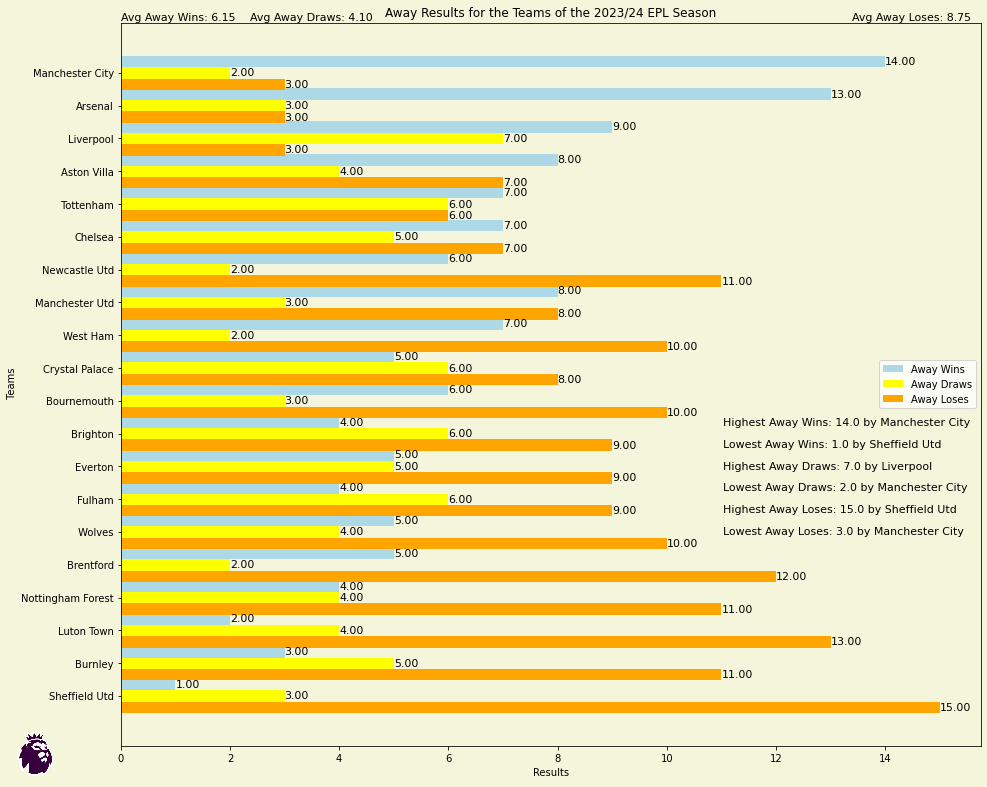 Avg Away Wins: 6.15 Avg Away Draws: 4.10 Away Results for the Teams of the 2023/24 EPL Season Avg Away Loses: 8.75
Teams
14.00
Manchester City 2.00
3.00
13.00
Arsenal 3.00
3.00
9.00
Liverpool 7.00
3.00
8.00
Aston Villa 4.00
7.00
7.00
Tottenham 6.00
6.00
7.00
Chelsea 5.00
7.00
6.00
Newcastle Utd 2.00
11.00
8.00
Manchester Utd 3.00
8.00
7.00
West Ham 2.00
10.00
5.00
Crystal Palace 6.00
8.00
6.00
Bournemouth 3.00
10.00
4.00
Brighton 6.00
9.00
5.00
Everton 5.00
9.00
4.00
Fulham 6.00
9.00
5.00
Wolves 4.00
10.00
5.00
Brentford 2.00
12.00
4.00
Nottingham Forest 4.00
11.00
2.00
Luton Town 4.00
13.00
3.00
Burnley 5.00
11.00
1.00
Sheffield Utd 3.00
15.00
Away Wins
Away Draws
Away Loses
Highest Away Wins: 14.0 by Manchester City
Lowest Away Wins: 1.0 by Sheffield Utd
Highest Away Draws: 7.0 by Liverpool
Lowest Away Draws: 2.0 by Manchester City
Highest Away Loses: 15.0 by Sheffield Utd
Lowest Away Loses: 3.0 by Manchester City
0 2 4 6 8 10 12 14
Results